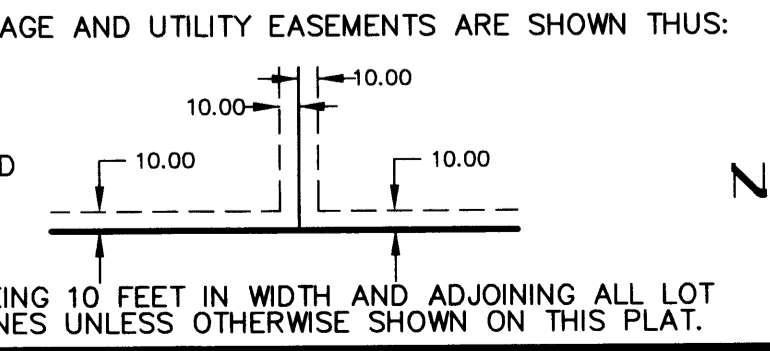 AGE AND UTILITY EASEMENTS ARE SHOWN THUS:
10.00
10.00
D 10.00 10.00
N
EING 10 FEET IN WIDTH AND ADJOINING ALL LOT
NES UNLESS OTHERWISE SHOWN ON THIS PLAT.